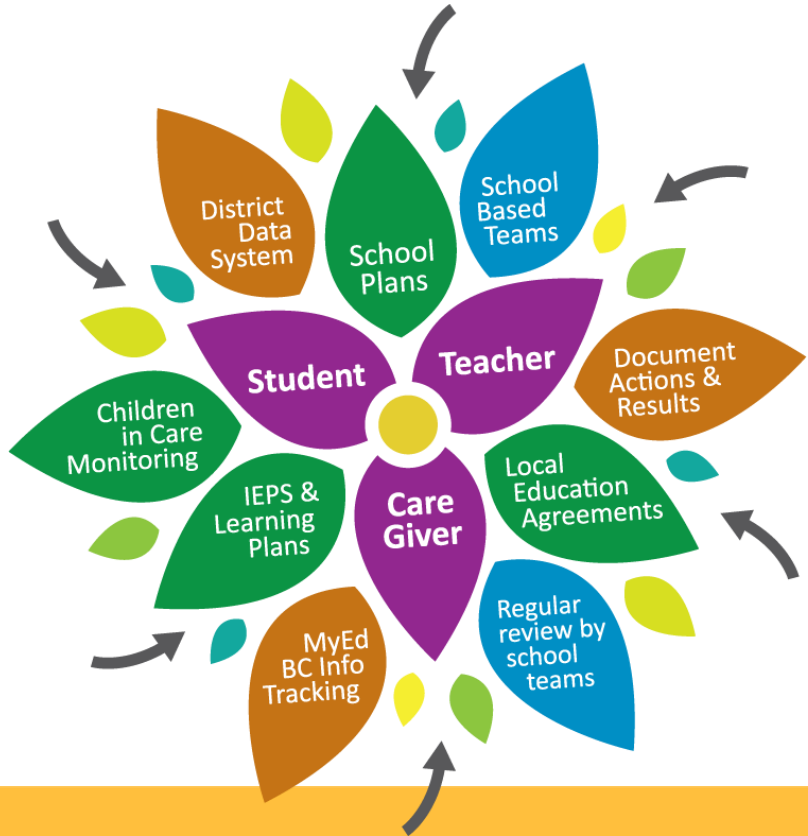 District
Data
System
School
Plans
School
Based
Teams
Student
Teacher
Document
Actions &
Results
Children
in Care
Monitoring
IEPS &
Learning
Plans
Care
Giver
Local
Education
Agreements
MyEd
BC Info
Tracking
Regular
review by
school
teams